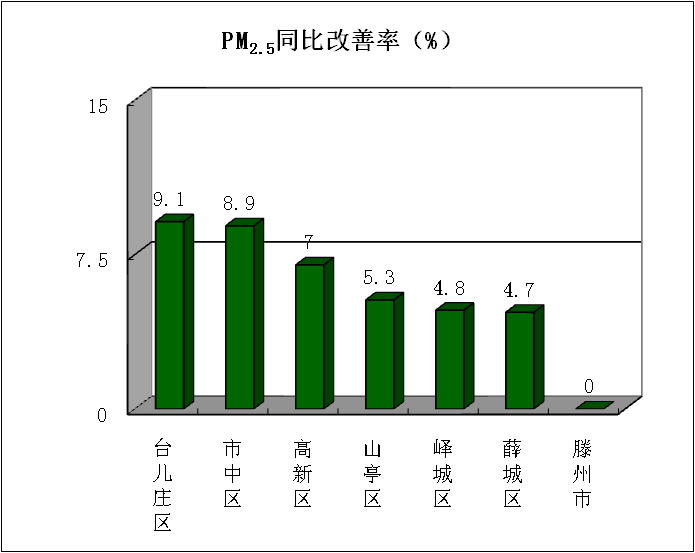 PM2.5同比改善率（%）
15
7.5
0
9.1
8.9
7
5.3
4.8
4.7
0
台儿庄区
市中区
高新区
山亭区
峄城区
薛城区
滕州市